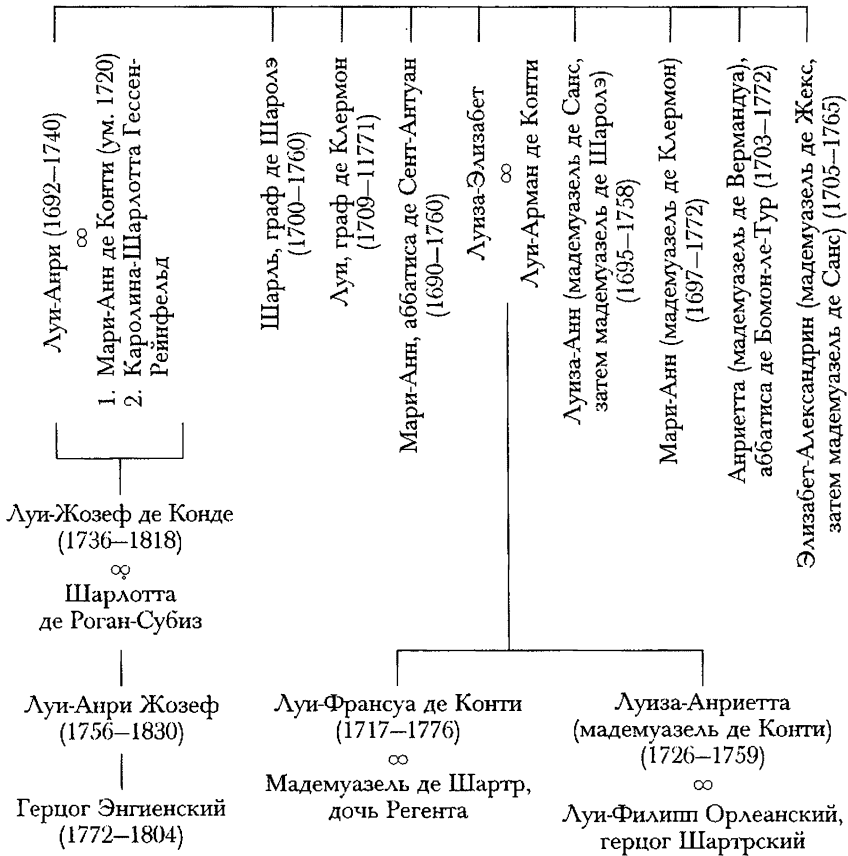 Луи-Анри (1692–1740)
∞
1. Мари-Анн де Конти (ум. 1720)
2. Каролина-Шарлотта Гессен-
Рейнфельд
Шарль, граф де Шаролэ
(1700–1760)
Луи, граф де Клермон
(1709–11771)
Мари-Анн, аббатиса де Сент-Антуан
(1690–1760)
Луиза-Элизабет
∞
Луи-Арман де Конти
Луиза-Анн (мадемуазель де Санс,
затем мадемуазель де Шаролэ)
(1695–1758)
Мари-Анн (мадемуазель де Клермон)
(1697–1772)
Анриетта (мадемуазель де Вермандуа),
аббатиса де Бомон-ле-Тур (1703–1772)
Элизабет-Александрин (мадемуазель де Жекс,
затем мадемуазель де Санс) (1705–1765)
Луи-Жозеф де Конде
(1736–1818)
∞
Шарлотта
де Роган-Субиз
Луи-Анри Жозеф
(1756–1830)
Герцог Энгиенский
(1772–1804)
Луи-Франсуа де Конти
(1717–1776)
∞
Мадемуазель де Шартр,
дочь Регента
Луиза-Анриетта
(мадемуазель де Конти)
(1726–1759)
∞
Луи-Филипп Орлеанский,
герцог Шартрский